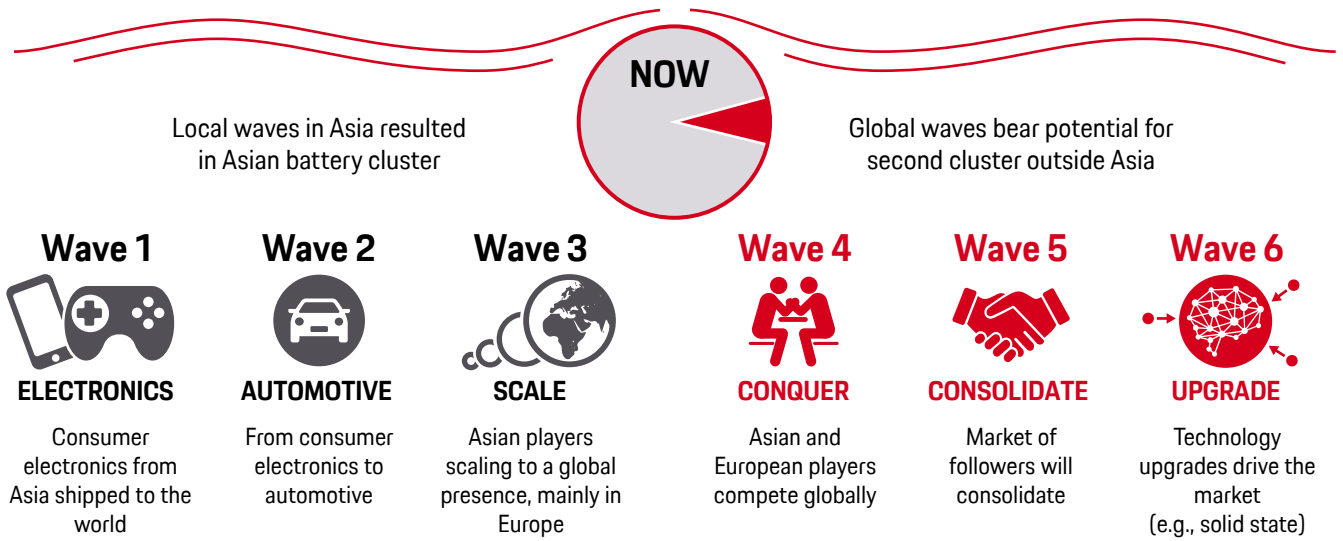 NOW
Local waves in Asia resulted
in Asian battery cluster
Global waves bear potential for
second cluster outside Asia
Wave 1
ELECTRONICS
Consumer
electronics from
Asia shipped to the
world
Wave 2
AUTOMOTIVE
From consumer
electronics to
automotive
Wave 3
SCALE
Asian players
scaling to a global
presence, mainly in
Europe
Wave 4
CONQUER
Asian and
European players
compete globally
Wave 5
CONSOLIDATE
Market of
followers will
consolidate
Wave 6
UPGRADE
Technology
upgrades drive the
market
(e.g., solid state)